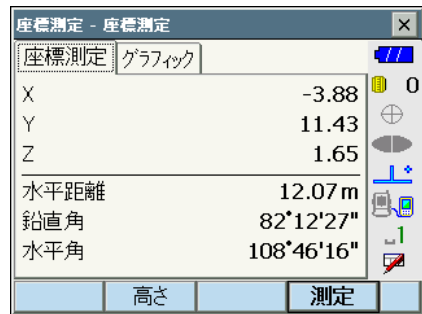 座標測定 - 座標測定
座標測定 グラフィック
X -3.88
Y 11.43
Z 1.65
水平距離 12.07 m
鉛直角 82°12'27"
水平角 108°46'16"
0
1
高さ 測定